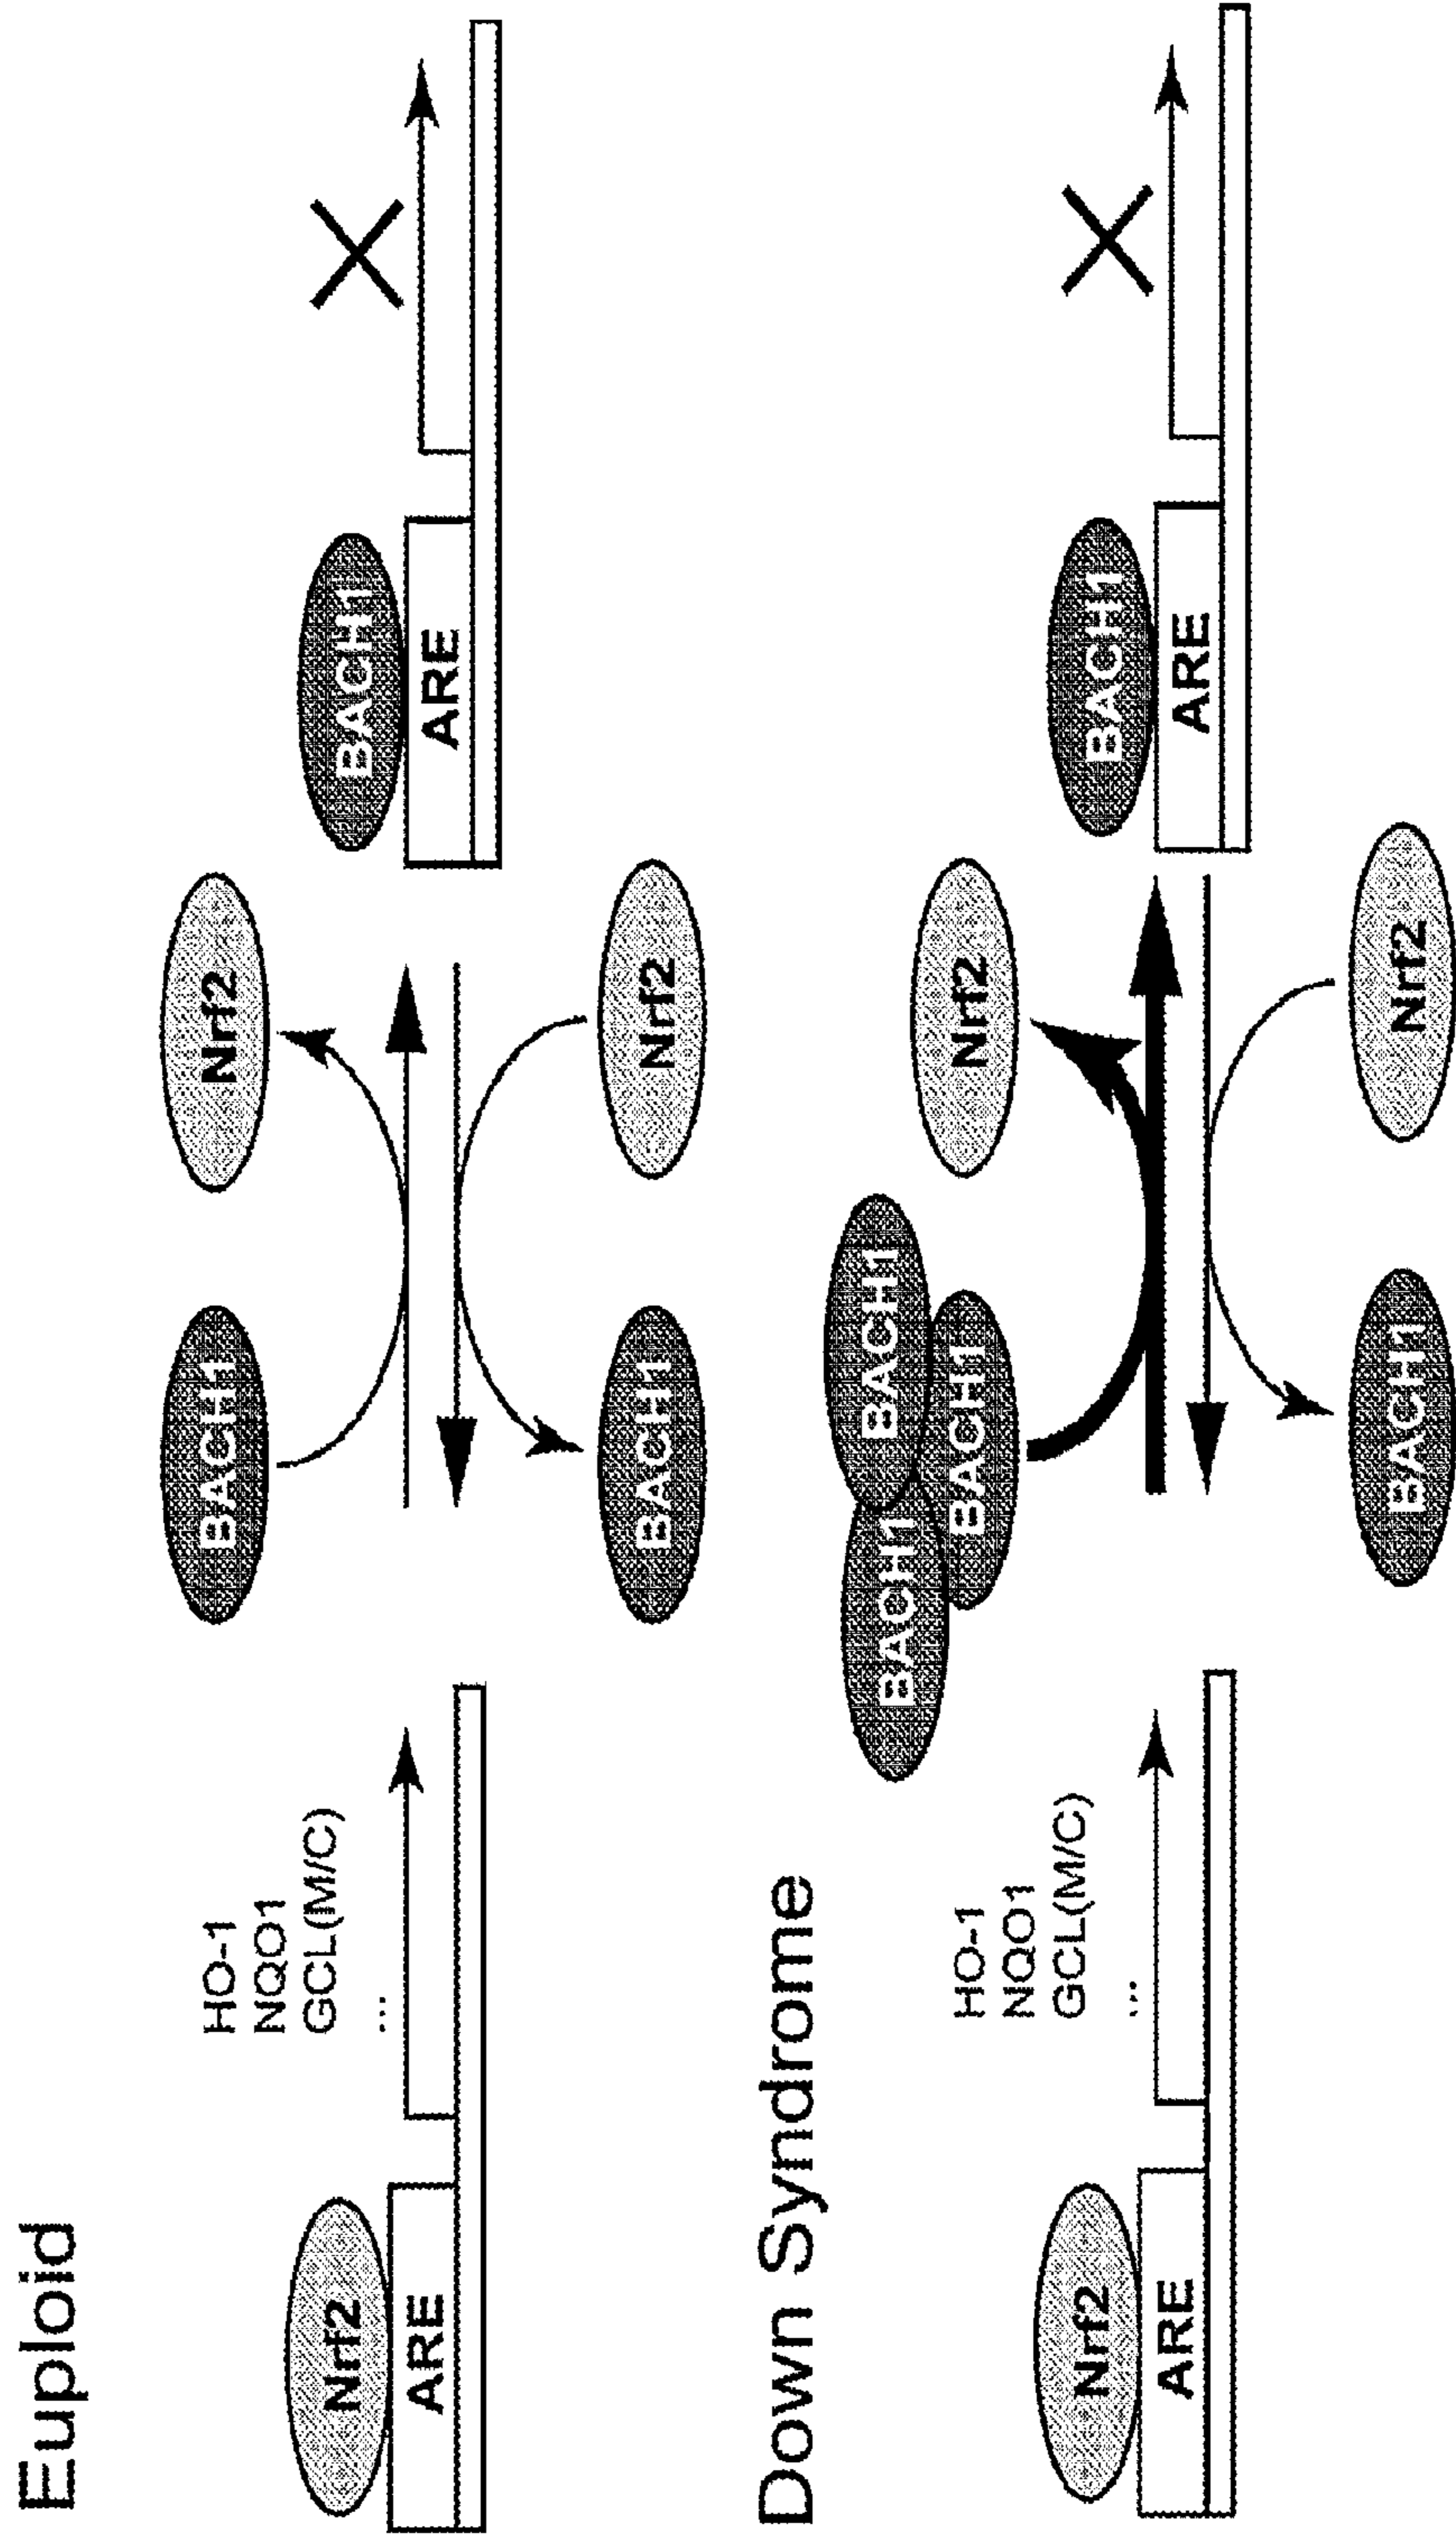 Euploid
HO-1
NQO1
GCL(M/C)
...
Nrf2
ARE
BACH1
Nrf2
BACH1
Nrf2
BACH1
ARE
Down Syndrome
HO-1
NQO1
GCL(M/C)
...
Nrf2
ARE
BACH1
BACH1
BACH1
Nrf2
BACH1
Nrf2
BACH1
ARE